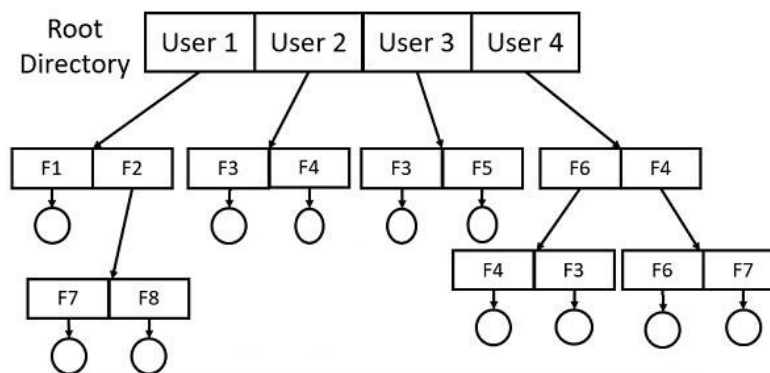 Root
Directory
User 1 User 2 User 3 User 4
F1 F2 F3 F4 F3 F5 F6 F4
F4 F3 F6 F7
F7 F8